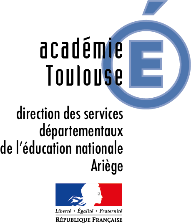 académie
Toulouse
É
direction des services
départementaux
de l'éducation nationale
Ariège
Liberté • Égalité • Fraternité
RÉPUBLIQUE FRANÇAISE